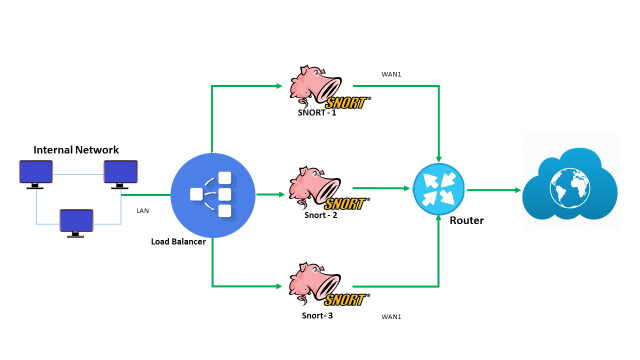 WAN1
SNORT®
SNORT - 1
Internal Network
SNORT®
LAN
Snort - 2
Router
Load Balancer
SNORT®
Snort- 3
WAN1